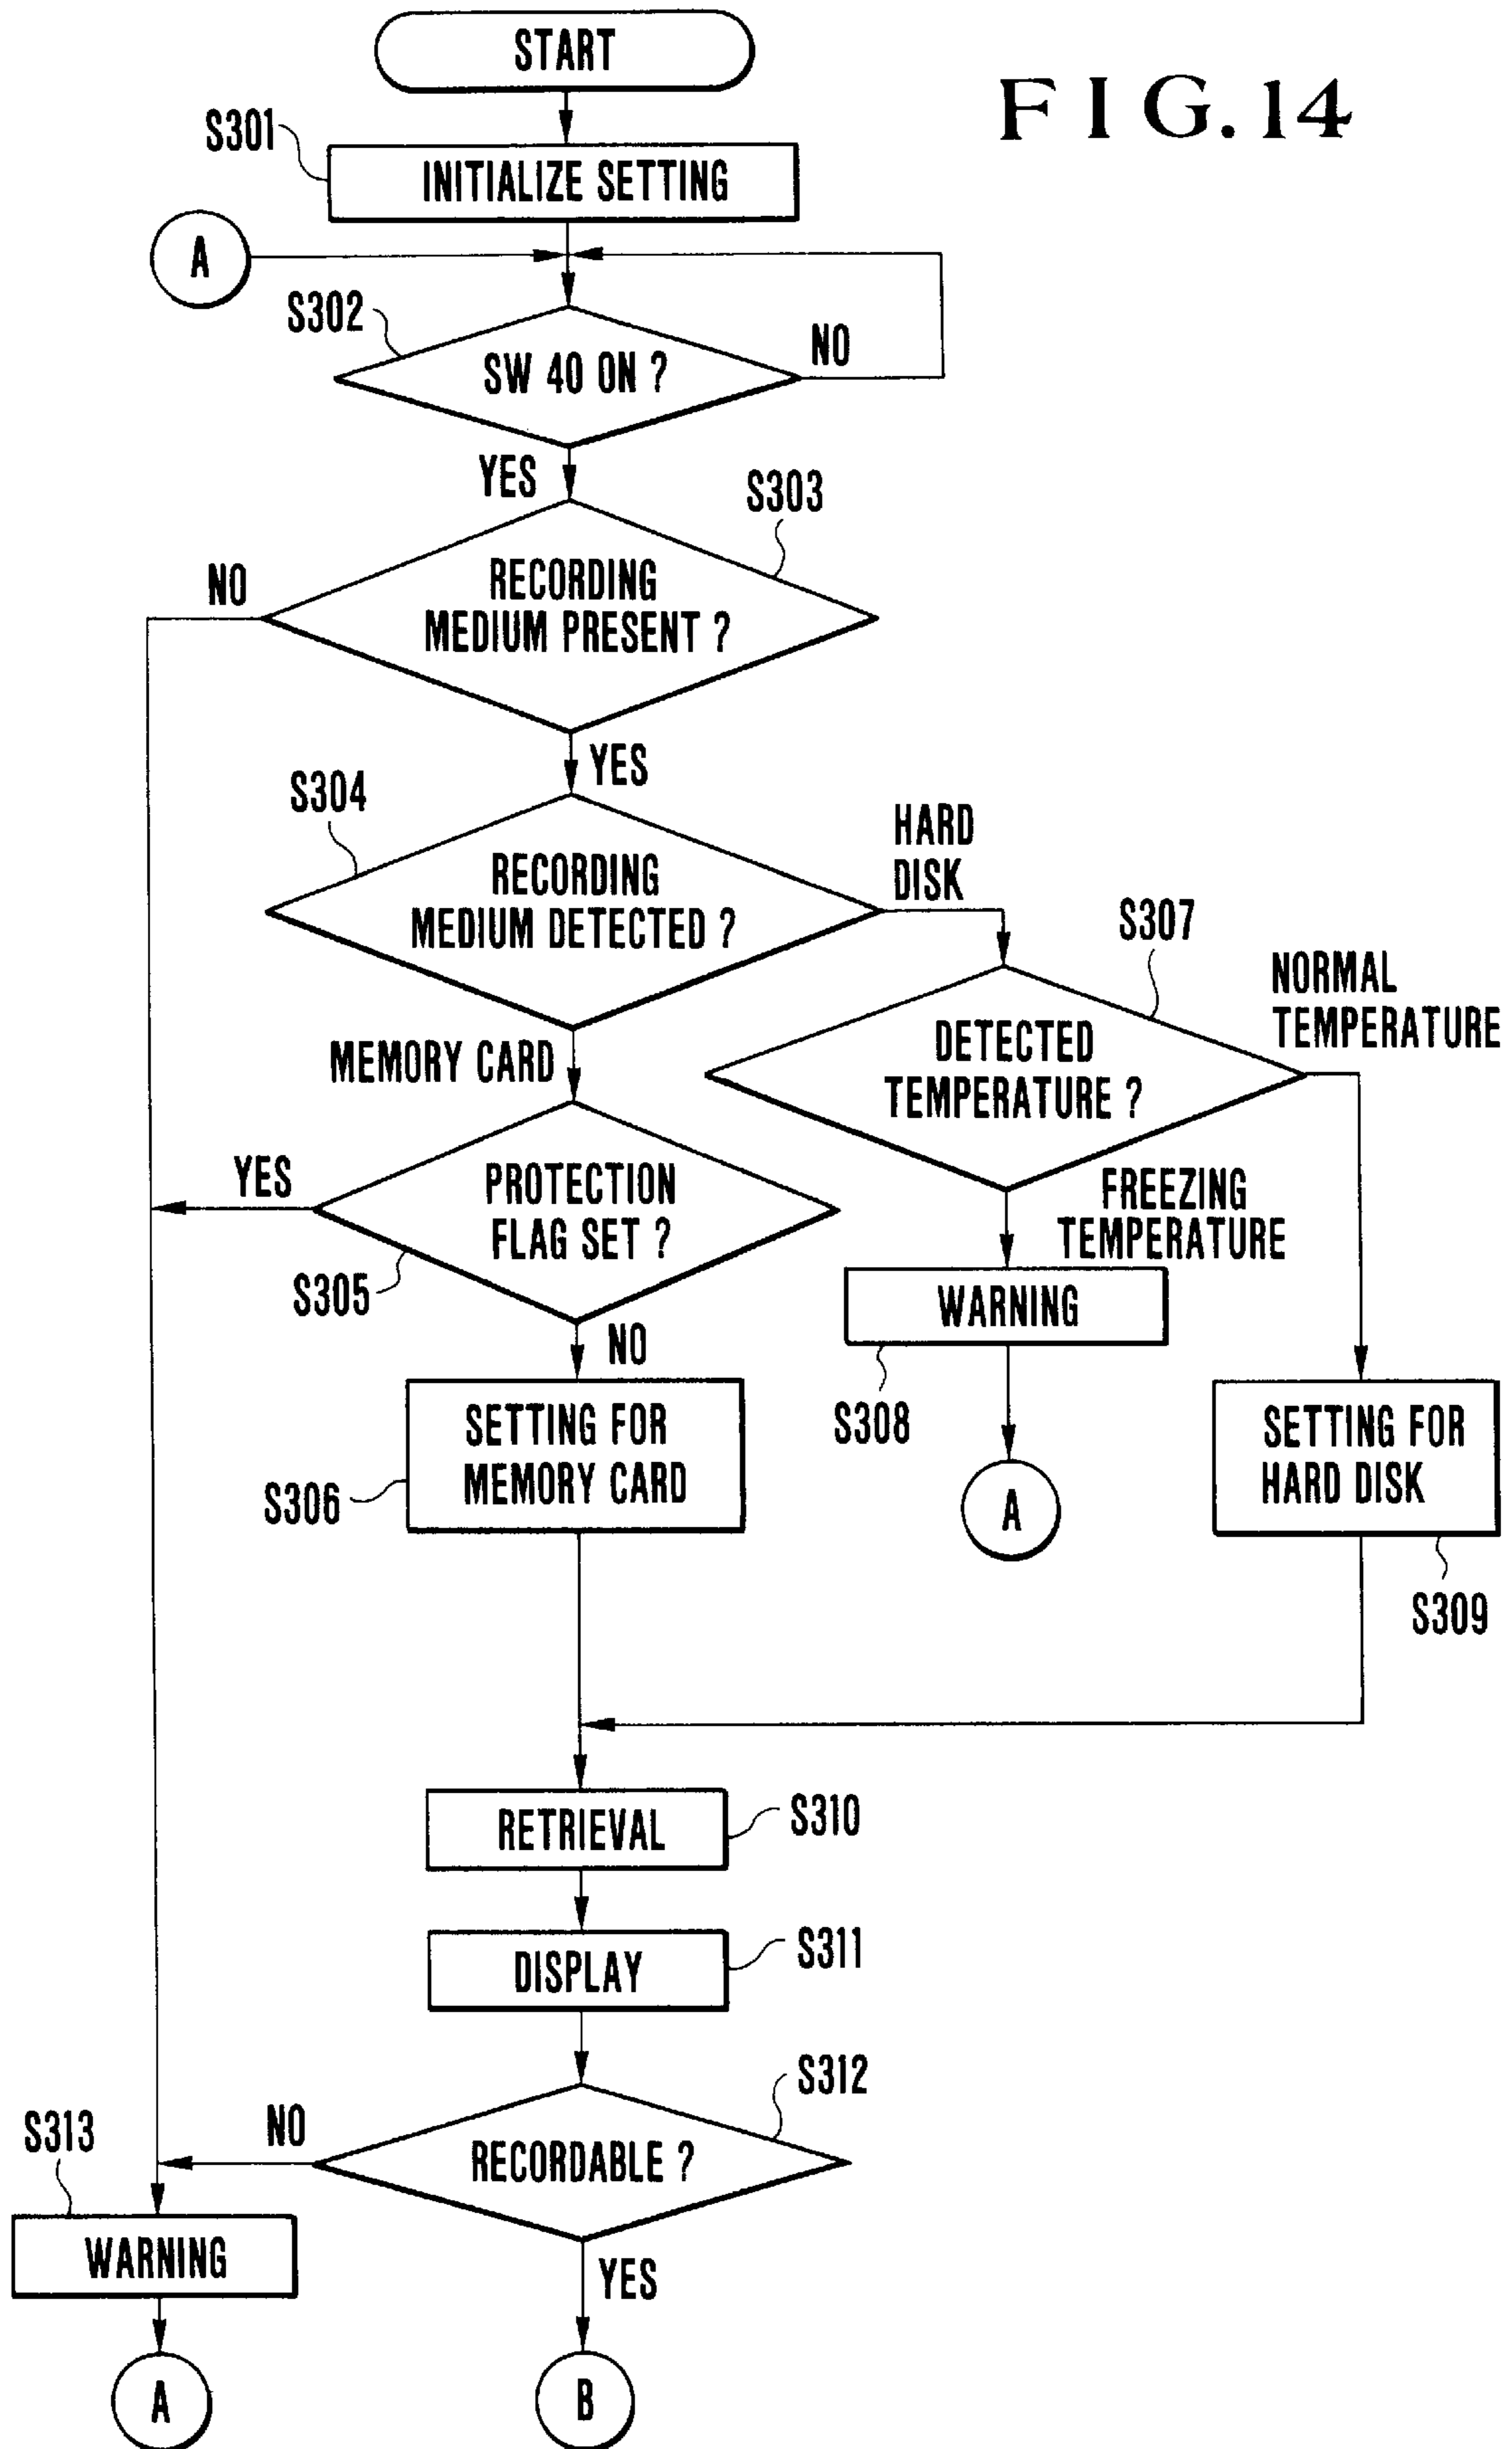 START
FIG. 14
S301
INITIALIZE SETTING
A
S302
SW 40 ON ?
NO
YES
S303
NO
RECORDING
MEDIUM PRESENT ?
YES
S304
HARD
DISK
RECORDING
MEDIUM DETECTED ?
S307
NORMAL
TEMPERATURE
DETECTED
TEMPERATURE ?
MEMORY CARD
YES
PROTECTION
FLAG SET ?
FREEZING
TEMPERATURE
S305
WARNING
NO
S308
SETTING FOR
MEMORY CARD
SETTING FOR
HARD DISK
S306
A
S309
RETRIEVAL
S310
DISPLAY
S311
S312
S313
NO
RECORDABLE ?
WARNING
YES
A
B